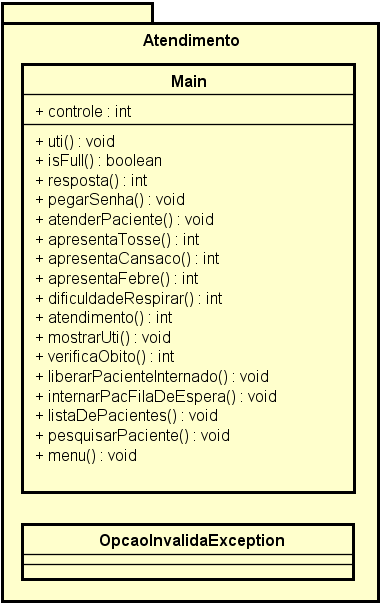 Atendimento
Main
+ controle : int
+ uti() : void
+ isFull() : boolean
+ resposta() : int
+ pegarSenha() : void
+ atenderPaciente() : void
+ apresentaTosse() : int
+ apresentaCansaco() : int
+ apresentaFebre() : int
+ dificuldadeRespirar() : int
+ atendimento() : int
+ mostrarUti() : void
+ verificaObito() : int
+ liberarPacienteInternado() : void
+ internarPacFilaDeEspera() : void
+ listaDePacientes() : void
+ pesquisarPaciente() : void
+ menu() : void
OpcaoInvalidaException